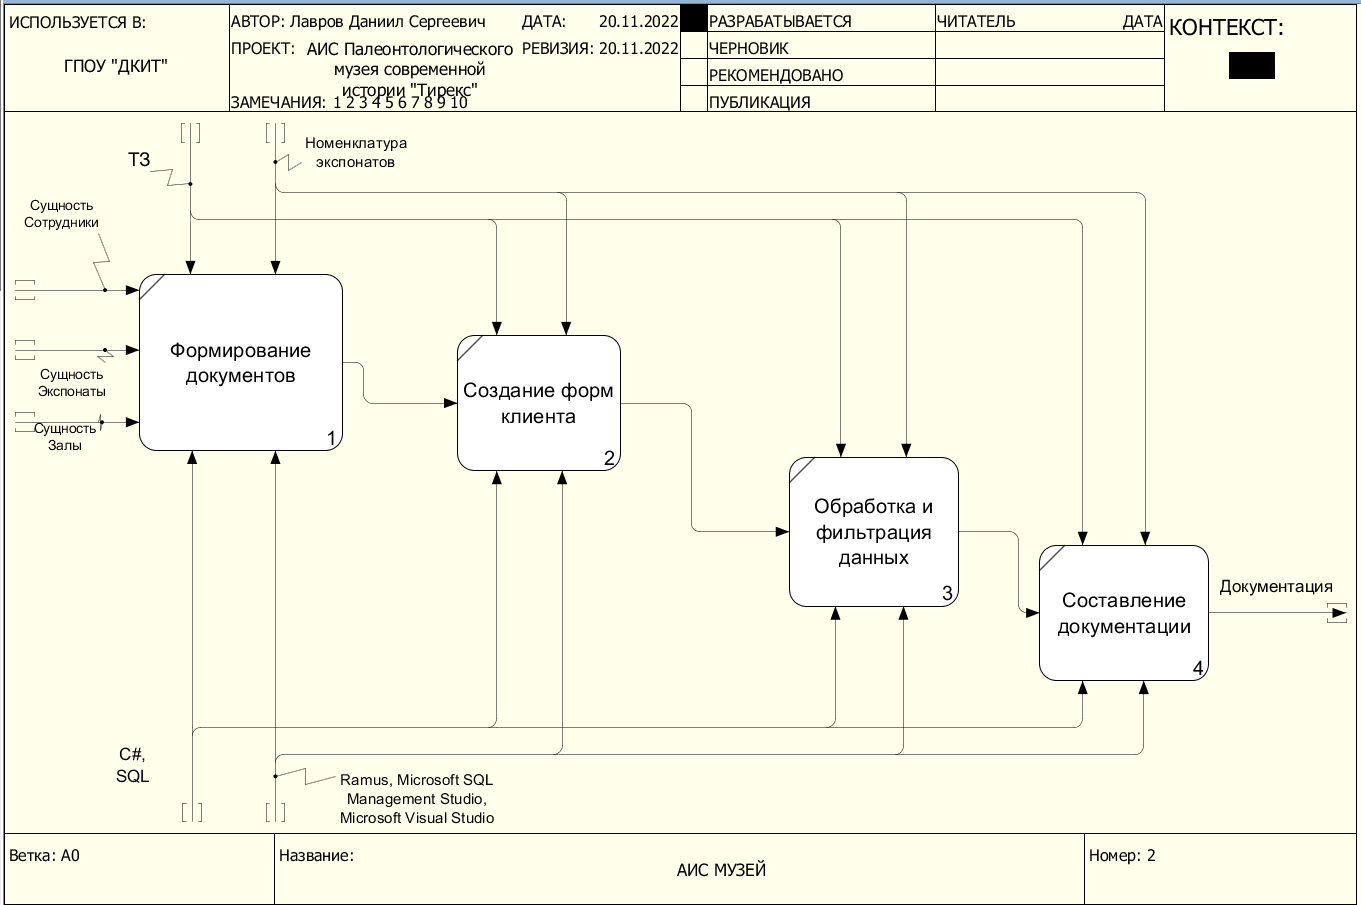 ИСПОЛЬЗУЕТСЯ В:
ГПОУ "ДКИТ"
АВТОР: Лавров Даниил Сергеевич
ДАТА: 20.11.2022
ПРОЕКТ: АИС Палеонтологического
музея современной
истории "Тирекс"
РЕВИЗИЯ: 20.11.2022
ЗАМЕЧАНИЯ: 1 2 3 4 5 6 7 8 9 10
РАЗРАБАТЫВАЕТСЯ
ЧЕРНОВИК
РЕКОМЕНДОВАНО
ПУБЛИКАЦИЯ
ЧИТАТЕЛЬ
ДАТА
КОНТЕКСТ:
ТЗ
Номенклатура
экспонатов
Сущность
Сотрудники
Сущность
Экспонаты
Сущность
Залы
Формирование
документов
1
Создание форм
клиента
2
Обработка и
фильтрация
данных
3
Составление
документации
4
Документация
C#,
SQL
Ramus, Microsoft SQL
Management Studio,
Microsoft Visual Studio
Ветка: A0
Название:
АИС МУЗЕЙ
Номер: 2